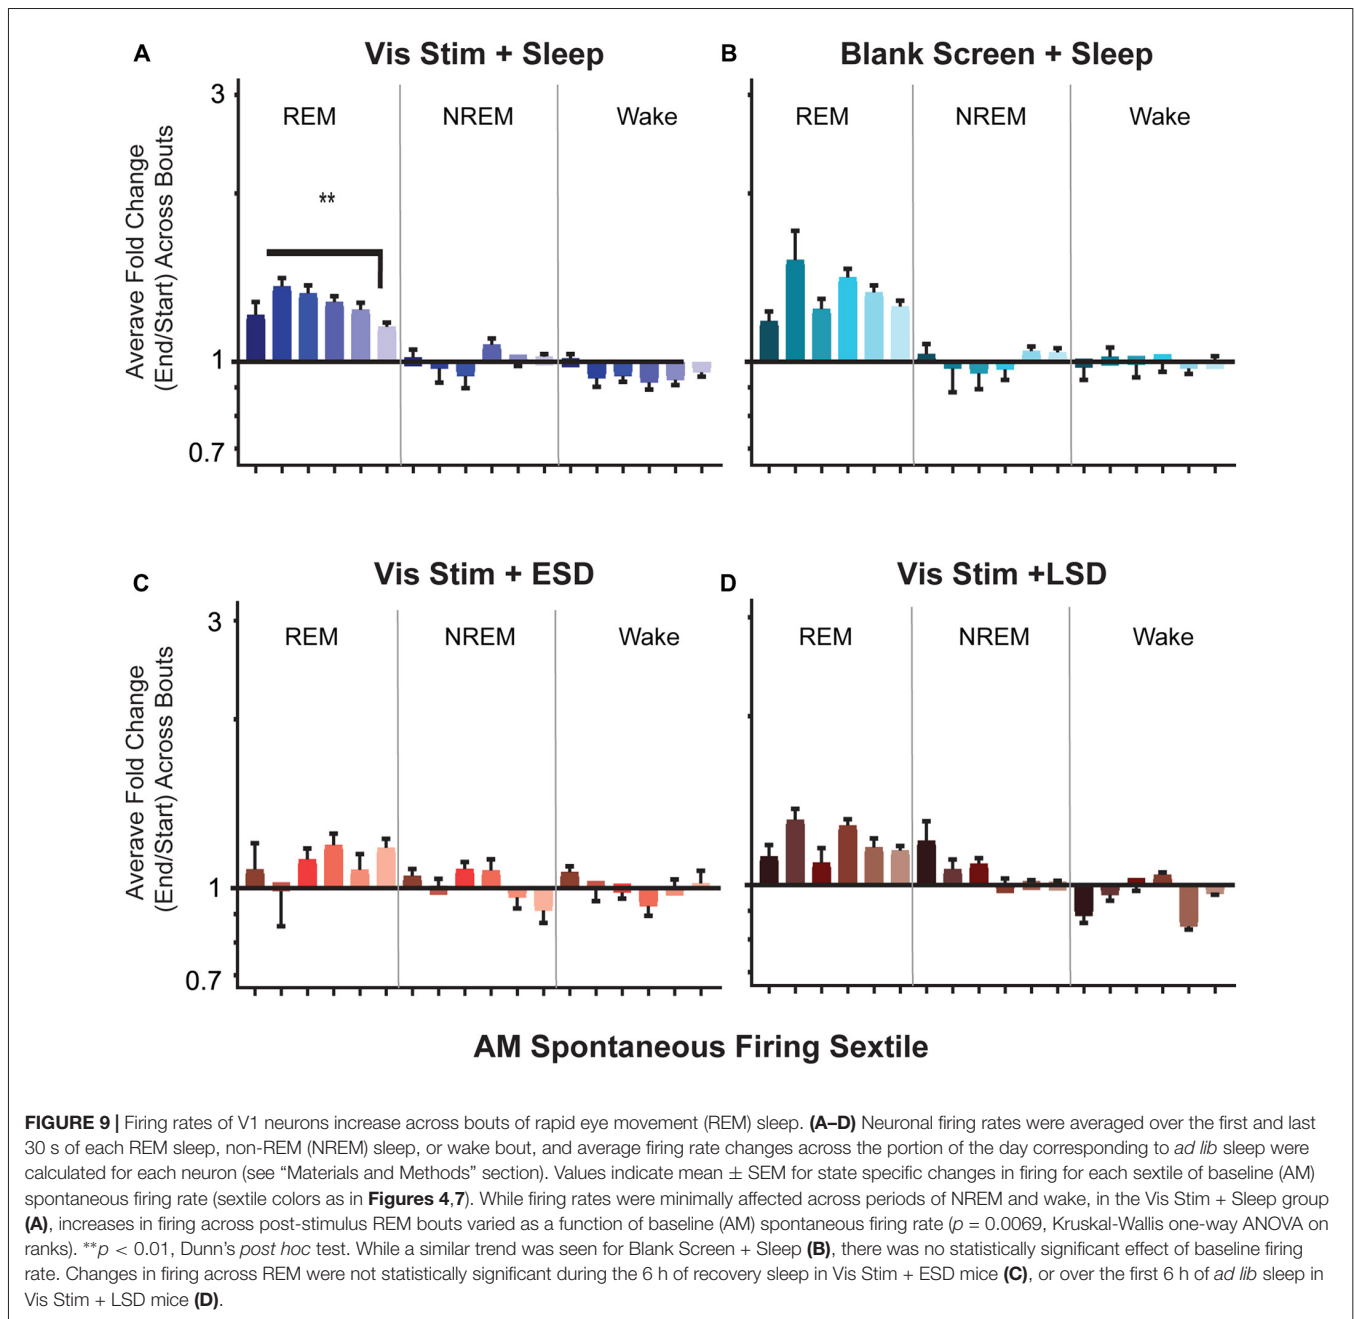 A
Vis Stim + Sleep
B
Blank Screen + Sleep
3
REM
NREM
Wake
REM
NREM
Wake
Averave Fold Change
(End/Start) Across Bouts
**
1
0.7
C
Vis Stim + ESD
D
Vis Stim +LSD
3
REM
NREM
Wake
REM
NREM
Wake
Averave Fold Change
(End/Start) Across Bouts
1
0.7
AM Spontaneous Firing Sextile
FIGURE 9 | Firing rates of V1 neurons increase across bouts of rapid eye movement (REM) sleep. (A–D) Neuronal firing rates were averaged over the first and last
30 s of each REM sleep, non-REM (NREM) sleep, or wake bout, and average firing rate changes across the portion of the day corresponding to ad lib sleep were
calculated for each neuron (see “Materials and Methods” section). Values indicate mean ± SEM for state specific changes in firing for each sextile of baseline (AM)
spontaneous firing rate (sextile colors as in Figures 4,7). While firing rates were minimally affected across periods of NREM and wake, in the Vis Stim + Sleep group
(A), increases in firing across post-stimulus REM bouts varied as a function of baseline (AM) spontaneous firing rate (p = 0.0069, Kruskal-Wallis one-way ANOVA on
ranks). **p < 0.01, Dunn’s post hoc test. While a similar trend was seen for Blank Screen + Sleep (B), there was no statistically significant effect of baseline firing
rate. Changes in firing across REM were not statistically significant during the 6 h of recovery sleep in Vis Stim + ESD mice (C), or over the first 6 h of ad lib sleep in
Vis Stim + LSD mice (D).